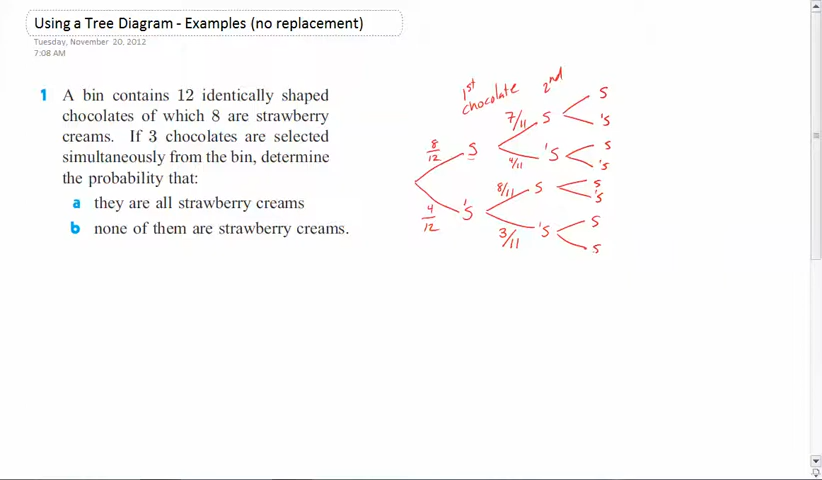 Using a Tree Diagram - Examples (no replacement)
Tuesday, November 20, 2012
7:08 AM
1 A bin contains 12 identically shaped
chocolates of which 8 are strawberry
creams. If 3 chocolates are selected
simultaneously from the bin, determine
the probability that:
a they are all strawberry creams
b none of them are strawberry creams.
1st chocolate 2nd
8/12 S
7/11 S
S
'S
4/11 'S
S
'S
4/12 'S
8/11 S
S
'S
3/11 'S
S
S